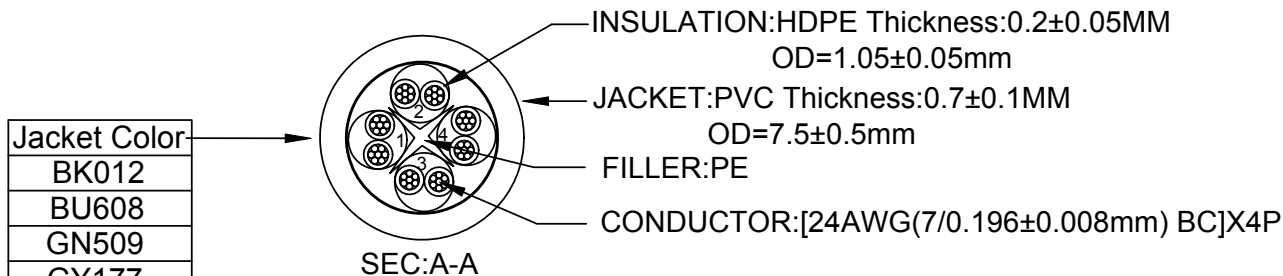 INSULATION:HDPE Thickness:0.2±0.05MM
OD=1.05±0.05mm
JACKET:PVC Thickness:0.7±0.1MM
OD=7.5±0.5mm
FILLER:PE
CONDUCTOR:[24AWG(7/0.196±0.008mm) BC]X4P
Jacket Color
BK012
BU608
GN509
GY177
2
1
4
3
SEC:A-A